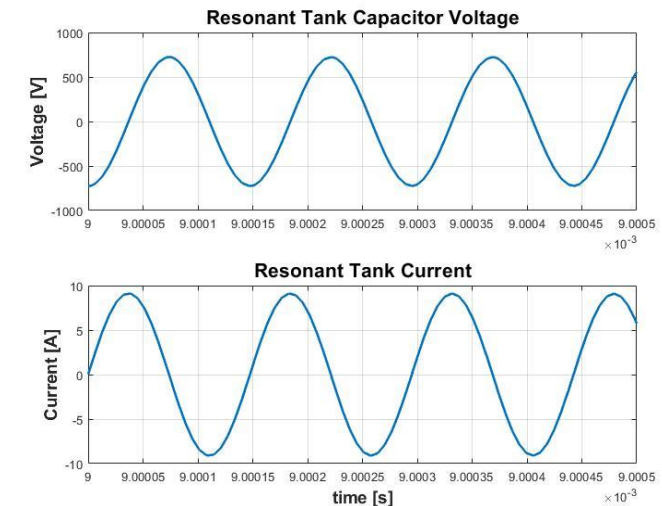 Resonant Tank Capacitor Voltage
Voltage [V]
1000
500
0
-500
-1000
9 9.00005 9.0001 9.00015 9.0002 9.00025 9.0003 9.00035 9.0004 9.00045 9.0005
×10⁻³
Resonant Tank Current
Current [A]
10
5
0
-5
-10
9 9.00005 9.0001 9.00015 9.0002 9.00025 9.0003 9.00035 9.0004 9.00045 9.0005
time [s]
×10⁻³